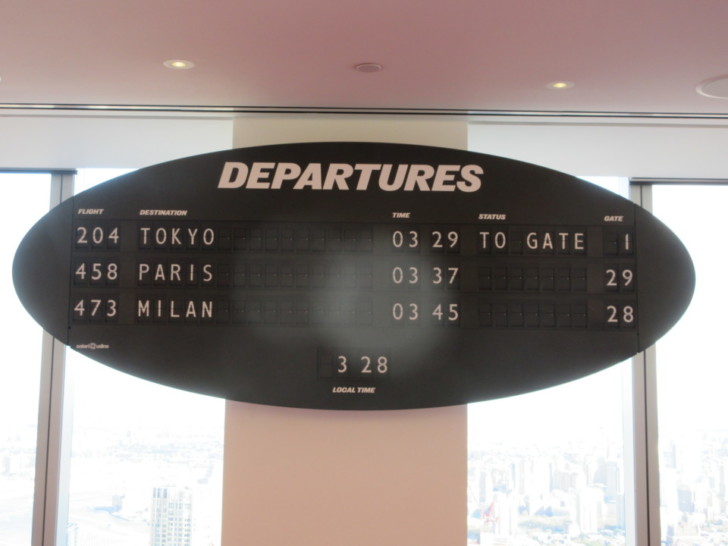 DEPARTURES
FLIGHT DESTINATION TIME STATUS GATE
204 TOKYO 03 29 TO GATE 1
458 PARIS 03 37 29
473 MILAN 03 45 28
3 28
LOCAL TIME